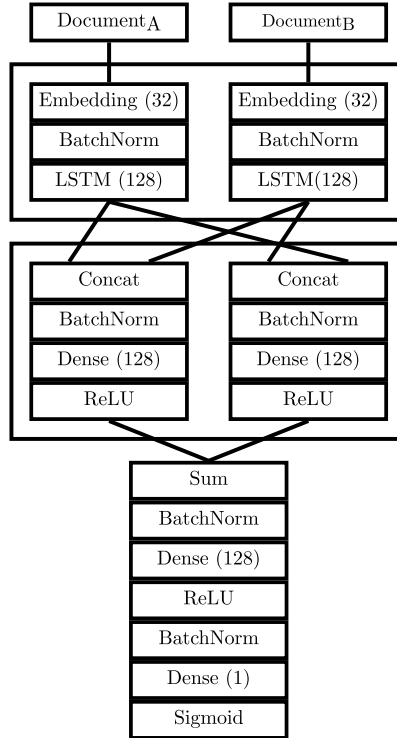 Document_A Document_B
Embedding (32) Embedding (32)
BatchNorm BatchNorm
LSTM (128) LSTM(128)
Concat Concat
BatchNorm BatchNorm
Dense (128) Dense (128)
ReLU ReLU
Sum
BatchNorm
Dense (128)
ReLU
BatchNorm
Dense (1)
Sigmoid